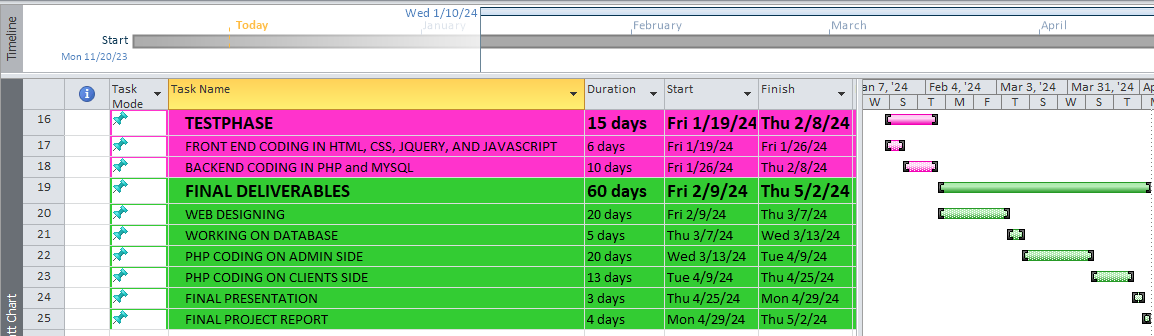 Wed 1/10/24
Today January February March April
Timeline
Start
Mon 11/20/23
Task Mode Task Name Duration Start Finish
an 7, '24 Feb 4, '24 Mar 3, '24 Mar 31, '24 Ap
W S T M F T S W S T M
16 TESTPHASE 15 days Fri 1/19/24 Thu 2/8/24
17 FRONT END CODING IN HTML, CSS, JQUERY, AND JAVASCRIPT 6 days Fri 1/19/24 Fri 1/26/24
18 BACKEND CODING IN PHP and MYSQL 10 days Fri 1/26/24 Thu 2/8/24
19 FINAL DELIVERABLES 60 days Fri 2/9/24 Thu 5/2/24
20 WEB DESIGNING 20 days Fri 2/9/24 Thu 3/7/24
21 WORKING ON DATABASE 5 days Thu 3/7/24 Wed 3/13/24
22 PHP CODING ON ADMIN SIDE 20 days Wed 3/13/24 Tue 4/9/24
23 PHP CODING ON CLIENTS SIDE 13 days Tue 4/9/24 Thu 4/25/24
24 FINAL PRESENTATION 3 days Thu 4/25/24 Mon 4/29/24
25 FINAL PROJECT REPORT 4 days Mon 4/29/24 Thu 5/2/24
tt Chart